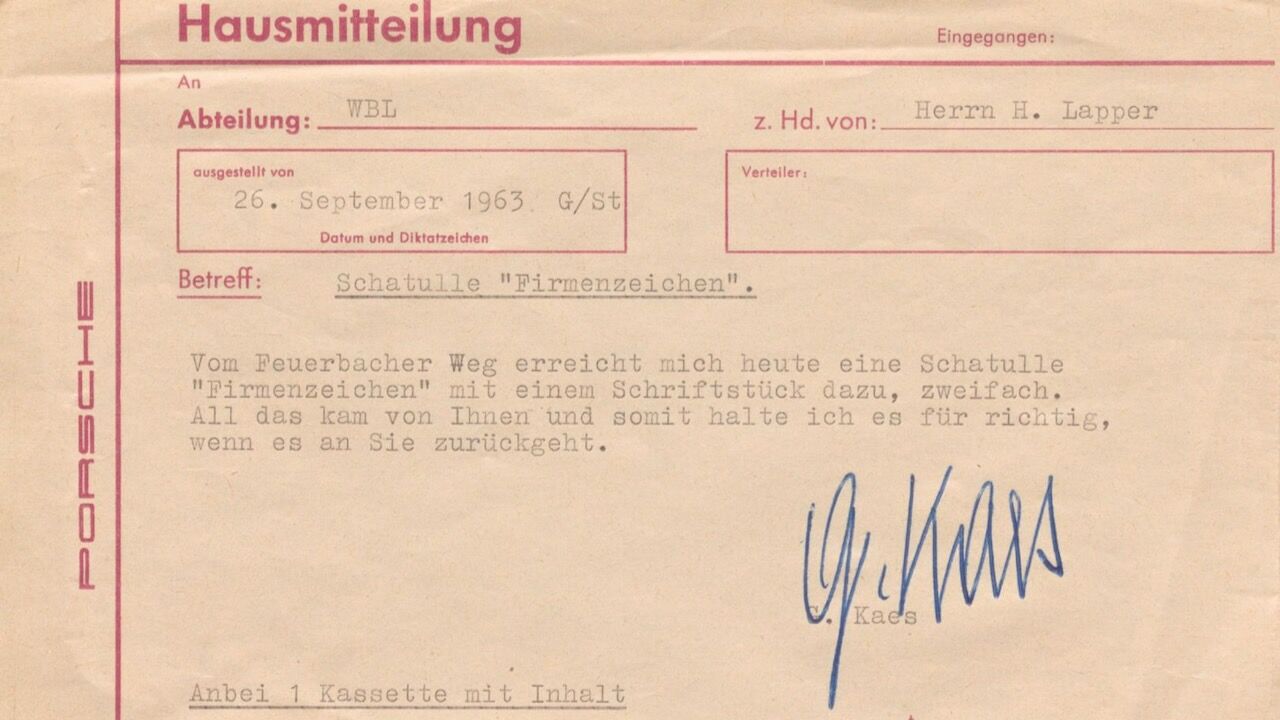 Hausmitteilung
Eingegangen:
An
Abteilung: WBL
z. Hd. von: Herrn H. Lapper
ausgestellt von
26. September 1963 G/St
Datum und Diktatzeichen
Verteiler:
Betreff: Schatulle "Firmenzeichen".
Vom Feuerbacher Weg erreicht mich heute eine Schatulle
"Firmenzeichen" mit einem Schriftstück dazu, zweifach.
All das kam von Ihnen und somit halte ich es für richtig,
wenn es an Sie zurückgeht.
G. Kaes
G. Kaes
Anbei 1 Kassette mit Inhalt
PORSCHE